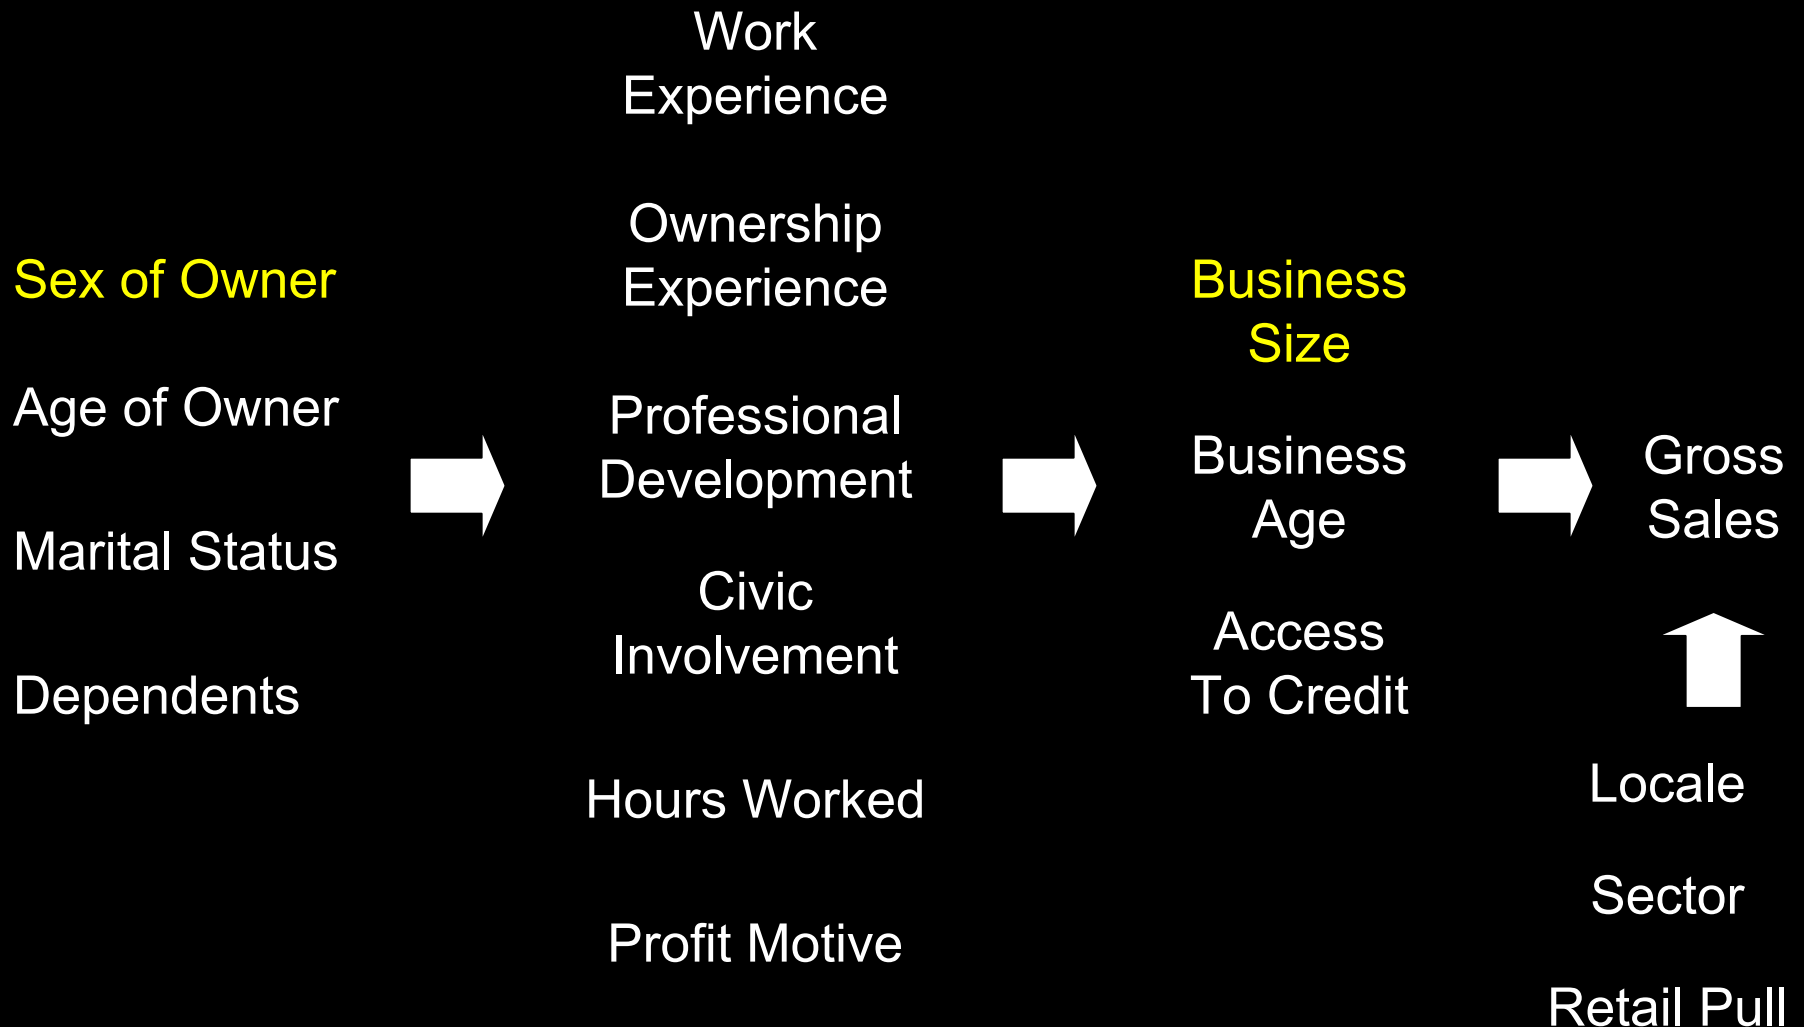 Sex of Owner
Age of Owner
Marital Status
Dependents
Work
Experience
Ownership
Experience
Professional
Development
Civic
Involvement
Hours Worked
Profit Motive
Business
Size
Business
Age
Access
To Credit
Gross
Sales
Locale
Sector
Retail Pull